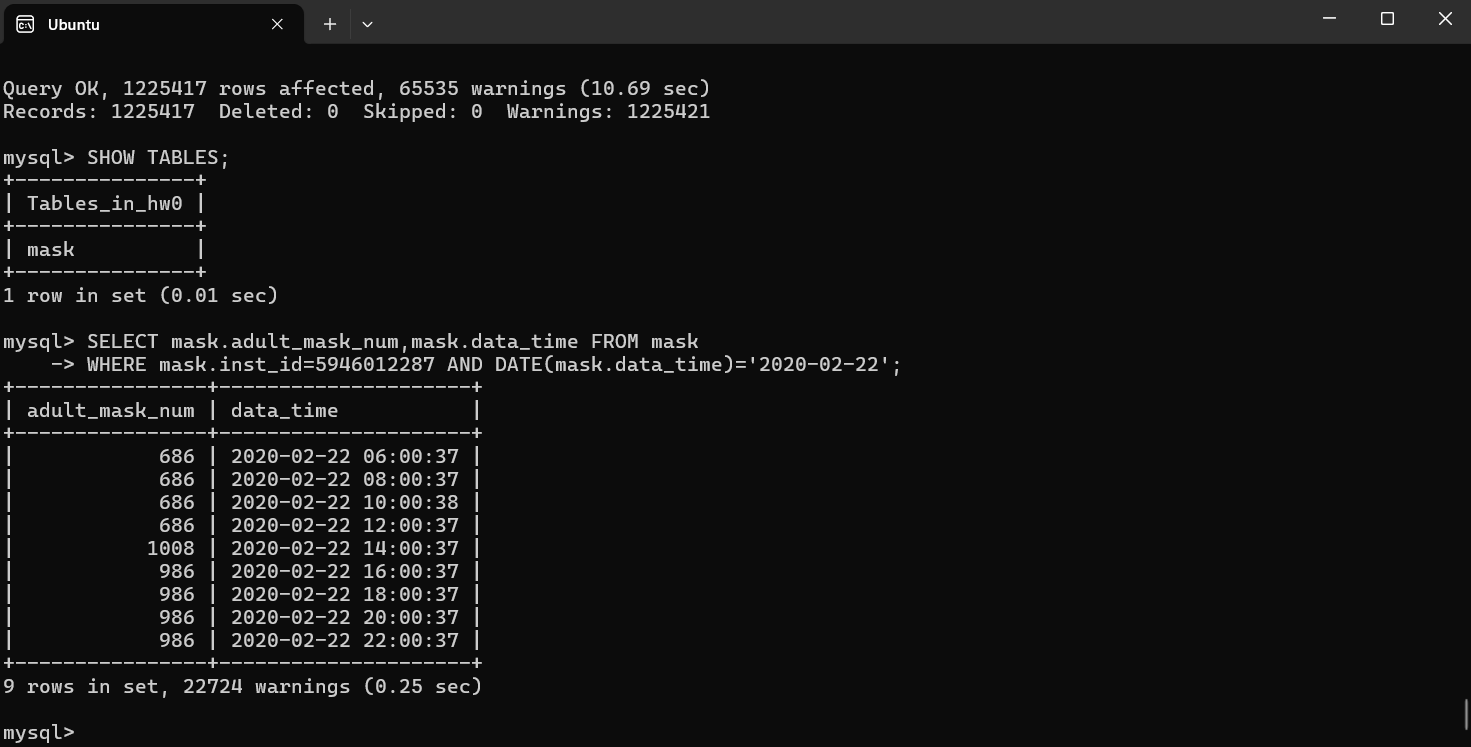 Ubuntu
Query OK, 1225417 rows affected, 65535 warnings (10.69 sec)
Records: 1225417  Deleted: 0  Skipped: 0  Warnings: 1225421
mysql> SHOW TABLES;
+---------------+
| Tables_in_hw0 |
+---------------+
| mask          |
+---------------+
1 row in set (0.01 sec)
mysql> SELECT mask.adult_mask_num,mask.data_time FROM mask
    -> WHERE mask.inst_id=5946012287 AND DATE(mask.data_time)='2020-02-22';
+----------------+---------------------+
| adult_mask_num | data_time           |
+----------------+---------------------+
|            686 | 2020-02-22 06:00:37 |
|            686 | 2020-02-22 08:00:37 |
|            686 | 2020-02-22 10:00:38 |
|            686 | 2020-02-22 12:00:37 |
|           1008 | 2020-02-22 14:00:37 |
|            986 | 2020-02-22 16:00:37 |
|            986 | 2020-02-22 18:00:37 |
|            986 | 2020-02-22 20:00:37 |
|            986 | 2020-02-22 22:00:37 |
+----------------+---------------------+
9 rows in set, 22724 warnings (0.25 sec)
mysql>